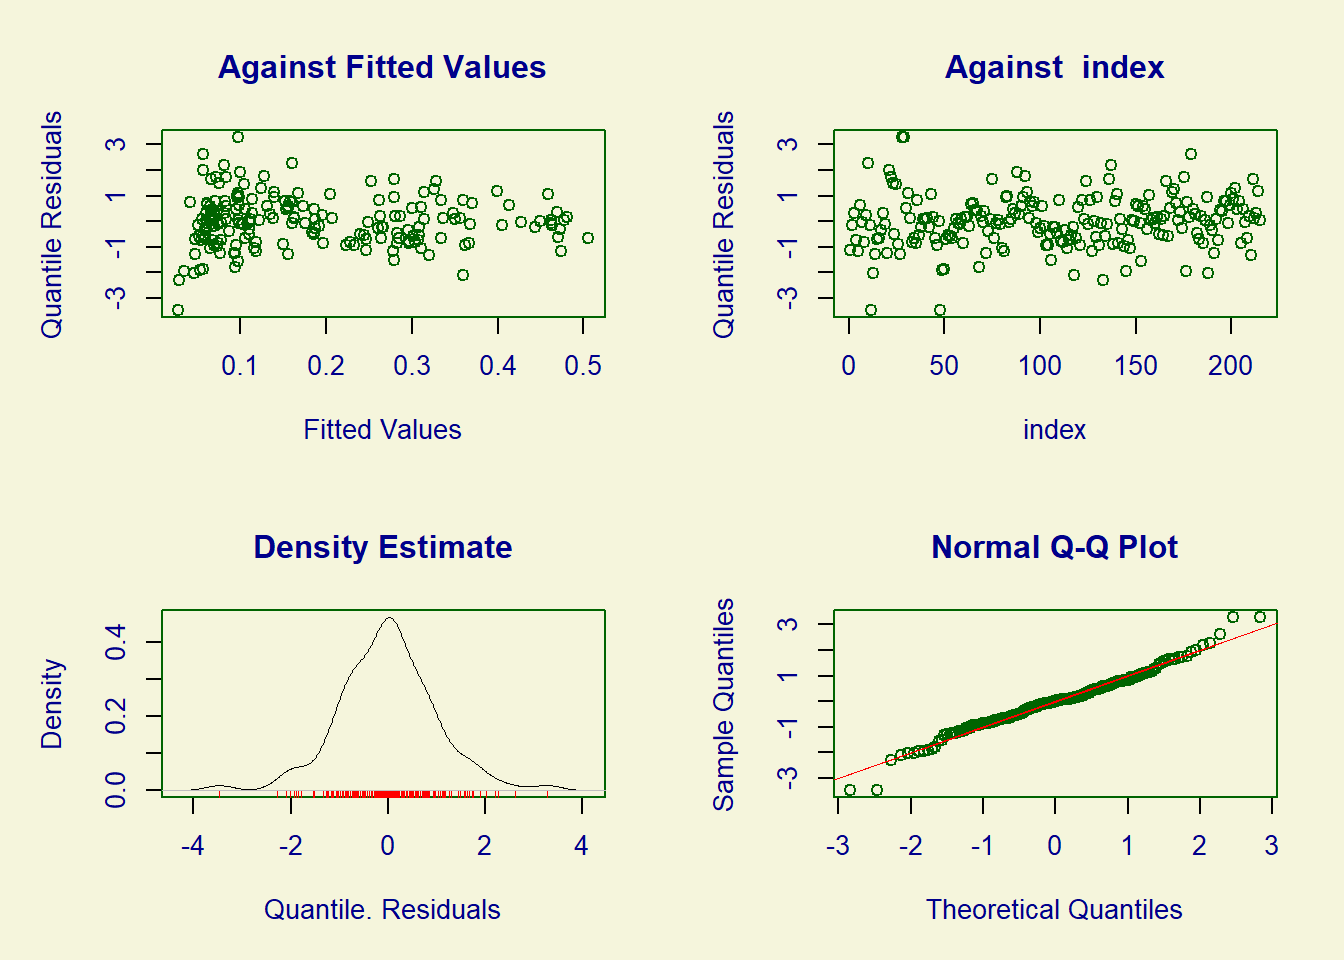 Against Fitted Values
Quantile Residuals
3
1
-1
-3
0.1 0.2 0.3 0.4 0.5
Fitted Values
Against  index
Quantile Residuals
3
1
-1
-3
0 50 100 150 200
index
Density Estimate
Density
0.4
0.2
0.0
-4 -2 0 2 4
Quantile. Residuals
Normal Q-Q Plot
Sample Quantiles
3
1
-1
-3
-3 -2 -1 0 1 2 3
Theoretical Quantiles